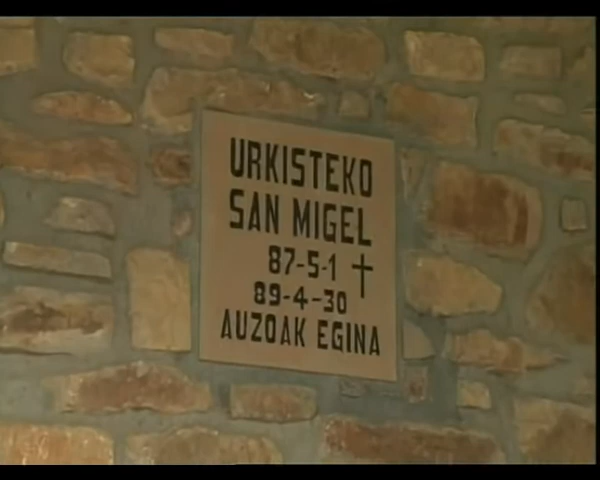 URKISTEKO
SAN MIGEL
87-5-1
89-4-30
AUZOAK EGINA